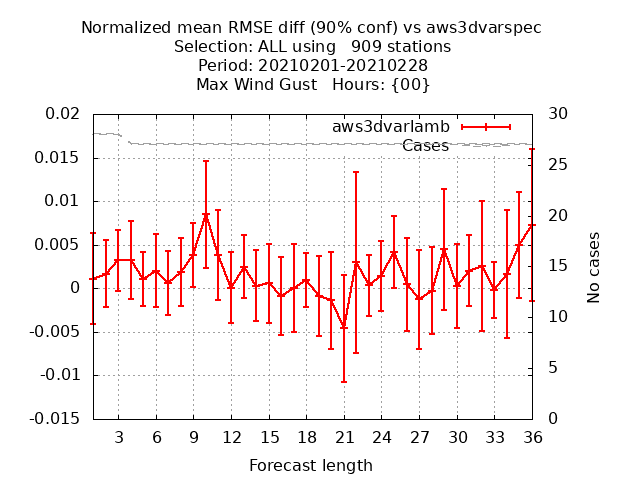 Normalized mean RMSE diff (90% conf) vs aws3dvarspec
Selection: ALL using   909 stations
Period: 20210201-20210228
Max Wind Gust   Hours: {00}
aws3dvarlamb
Cases
0.02
0.015
0.01
0.005
0
-0.005
-0.01
-0.015
30
25
20
15
10
5
0
No cases
3 6 9 12 15 18 21 24 27 30 33 36
Forecast length